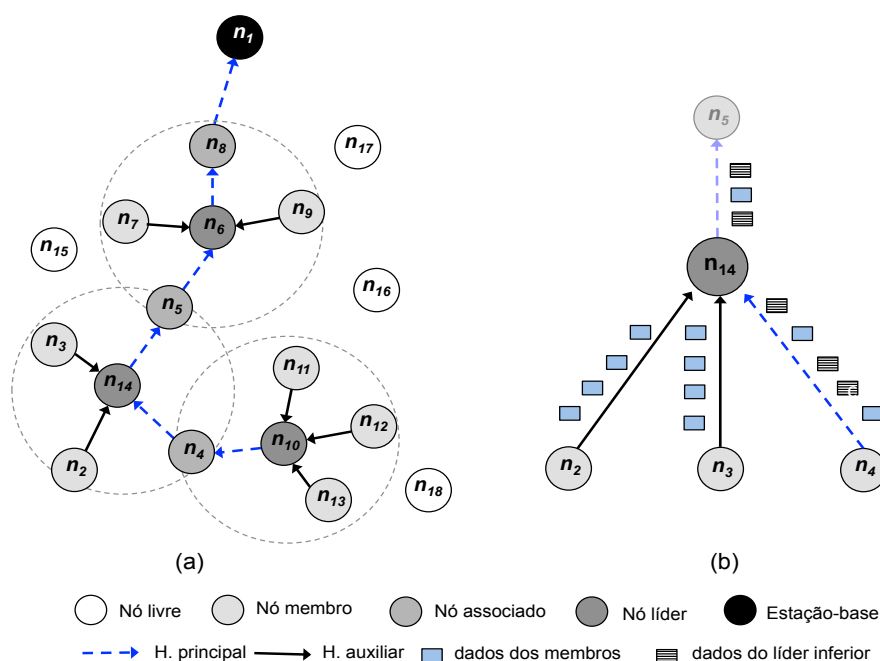 n1
n8
n17
n7
n6
n9
n15
n5
n16
n3
n14
n11
n12
n4
n10
n2
n13
n18
(a)
n5
n14
n2
n3
n4
(b)
Nó livre
Nó membro
Nó associado
Nó líder
Estação-base
H. principal
H. auxiliar
dados dos membros
dados do líder inferior